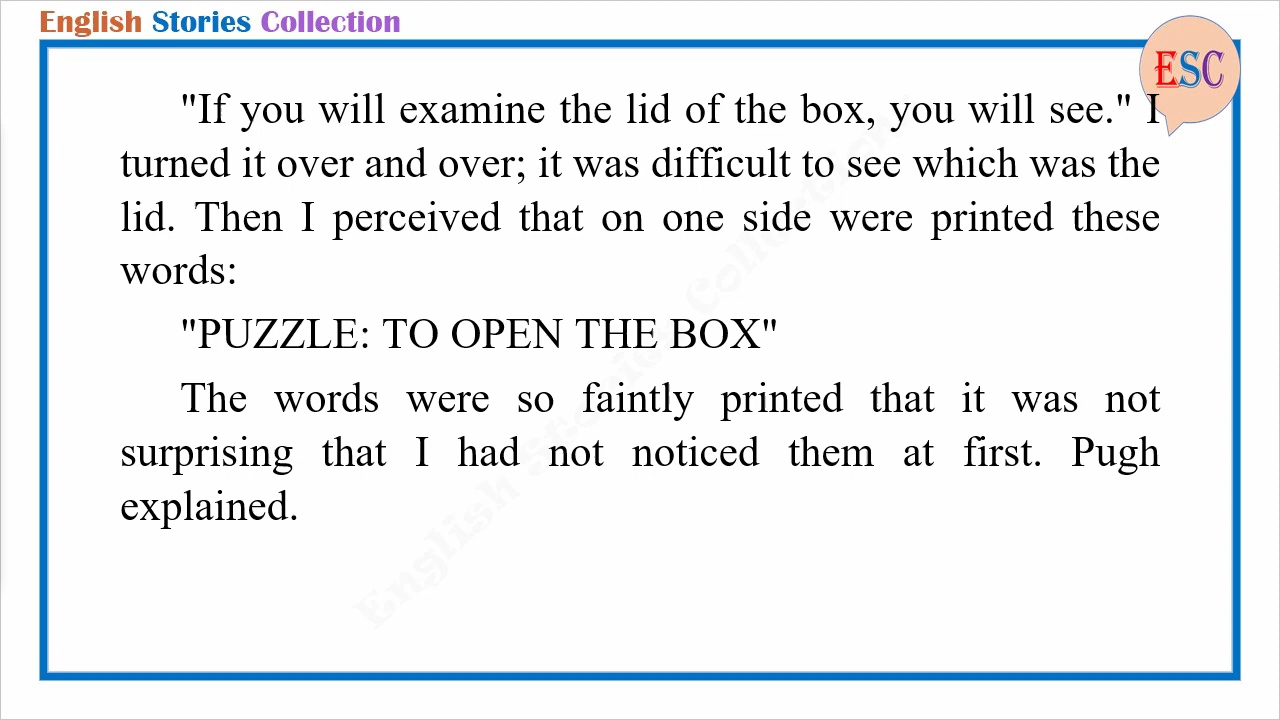 English Stories Collection
ESC
"If you will examine the lid of the box, you will see." I
turned it over and over; it was difficult to see which was the
lid. Then I perceived that on one side were printed these
words:
"PUZZLE: TO OPEN THE BOX"
The words were so faintly printed that it was not
surprising that I had not noticed them at first. Pugh
explained.
English Stories Collection